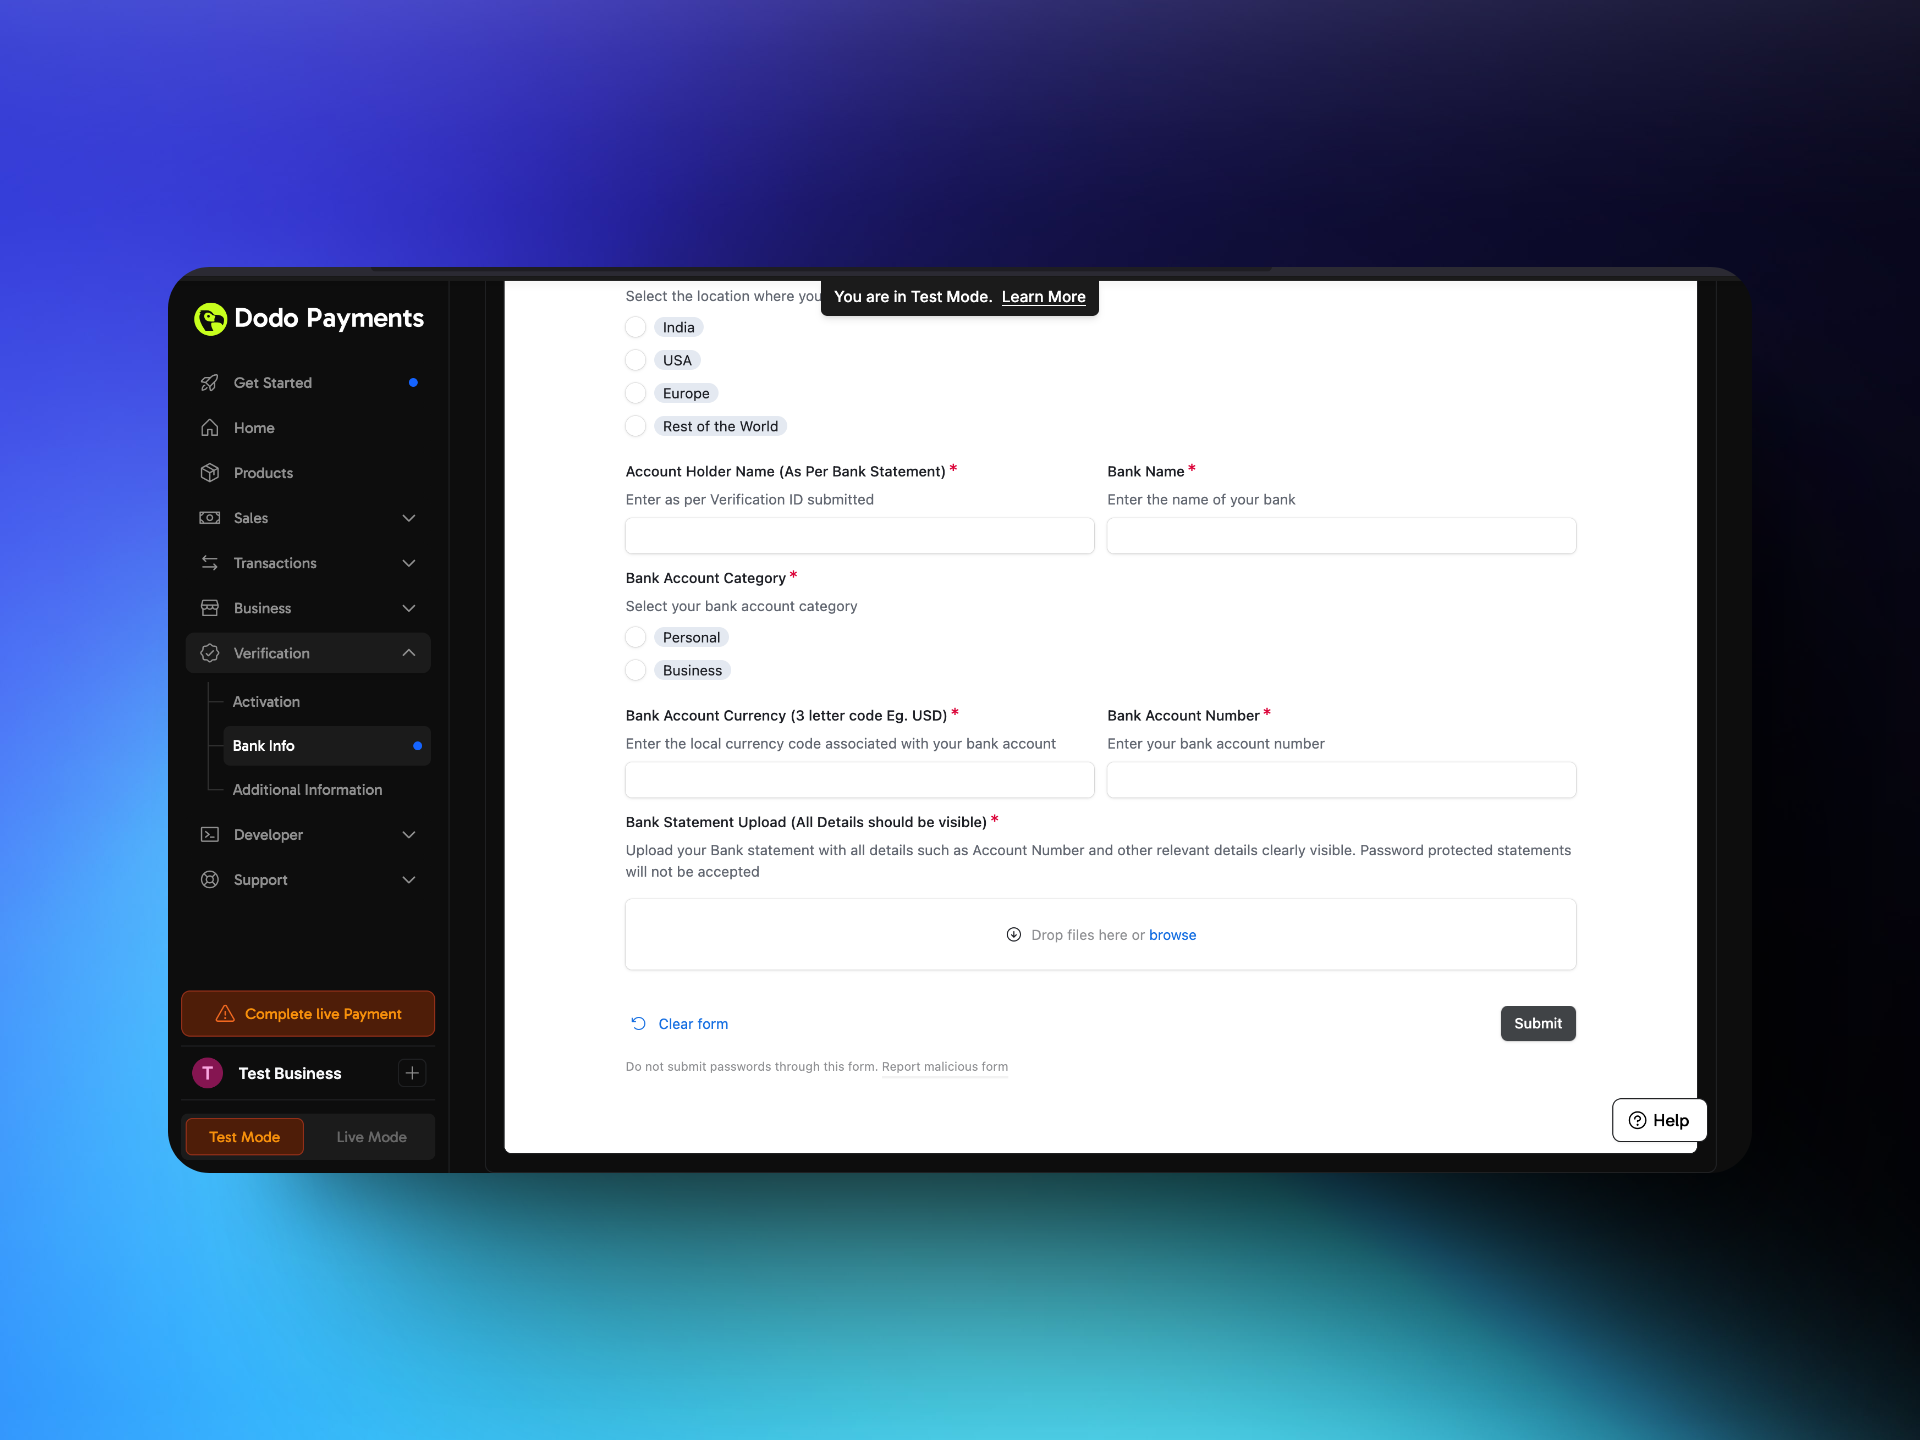 Dodo Payments
Get Started
Home
Products
Sales
Transactions
Business
Verification
Activation
Bank Info
Additional Information
Developer
Support
Complete live Payment
T
Test Business
Test Mode
Live Mode
You are in Test Mode. Learn More
Select the location where you
India
USA
Europe
Rest of the World
Account Holder Name (As Per Bank Statement) *
Enter as per Verification ID submitted
Bank Name *
Enter the name of your bank
Bank Account Category *
Select your bank account category
Personal
Business
Bank Account Currency (3 letter code Eg. USD) *
Enter the local currency code associated with your bank account
Bank Account Number *
Enter your bank account number
Bank Statement Upload (All Details should be visible) *
Upload your Bank statement with all details such as Account Number and other relevant details clearly visible. Password protected statements
will not be accepted
Drop files here or browse
Clear form
Submit
Do not submit passwords through this form. Report malicious form
Help